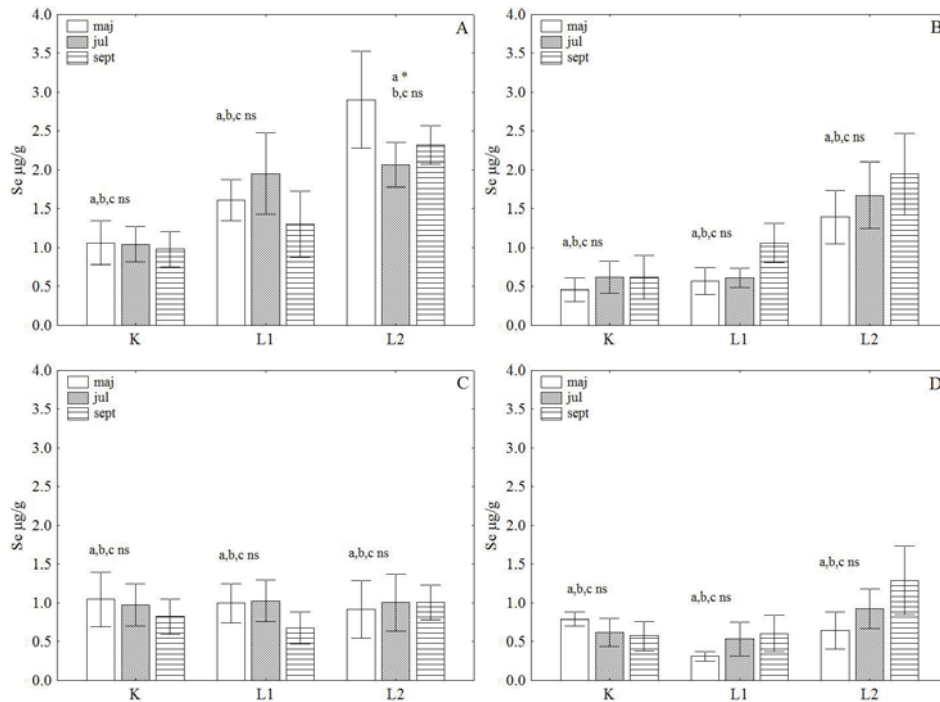 A
maj
jul
sept
Se µg/g
4.0
3.5
3.0
2.5
2.0
1.5
1.0
0.5
0.0
a,b,c ns
a,b,c ns
a *
b,c ns
K L1 L2
B
maj
jul
sept
Se µg/g
4.0
3.5
3.0
2.5
2.0
1.5
1.0
0.5
0.0
a,b,c ns
a,b,c ns
a,b,c ns
K L1 L2
C
maj
jul
sept
Se µg/g
4.0
3.5
3.0
2.5
2.0
1.5
1.0
0.5
0.0
a,b,c ns
a,b,c ns
a,b,c ns
K L1 L2
D
maj
jul
sept
Se µg/g
4.0
3.5
3.0
2.5
2.0
1.5
1.0
0.5
0.0
a,b,c ns
a,b,c ns
a,b,c ns
K L1 L2